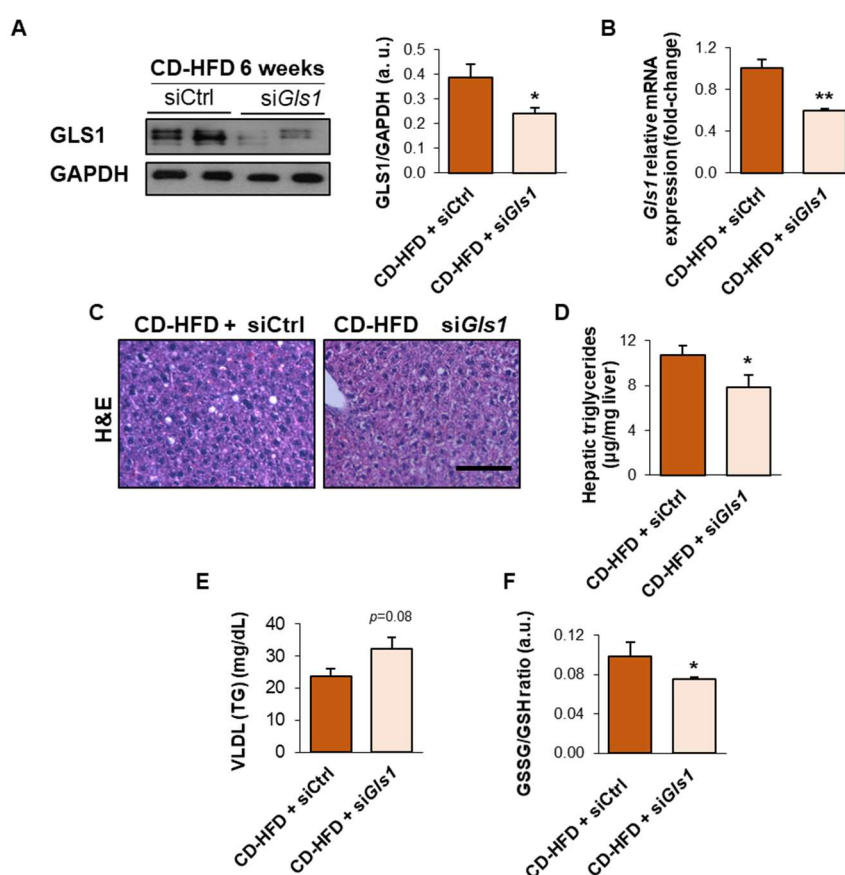 A
CD-HFD 6 weeks
siCtrl siGls1
GLS1
GAPDH
GLS1/GAPDH (a. u.)
0.5
0.4
0.3
0.2
0.1
0
*
CD-HFD + siCtrl
CD-HFD + siGls1
B
Gls1 relative mRNA
expression (fold-change)
1.2
0.8
0.4
0.0
**
CD-HFD + siCtrl
CD-HFD + siGls1
C
CD-HFD + siCtrl CD-HFD siGls1
H&E
D
Hepatic triglycerides
(μg/mg liver)
12
8
4
0
*
CD-HFD + siCtrl
CD-HFD + siGls1
E
VLDL (TG) (mg/dL)
40
30
20
10
0
p=0.08
CD-HFD + siCtrl
CD-HFD + siGls1
F
GSSG/GSH ratio (a.u.)
0.12
0.08
0.04
0.00
*
CD-HFD + siCtrl
CD-HFD + siGls1